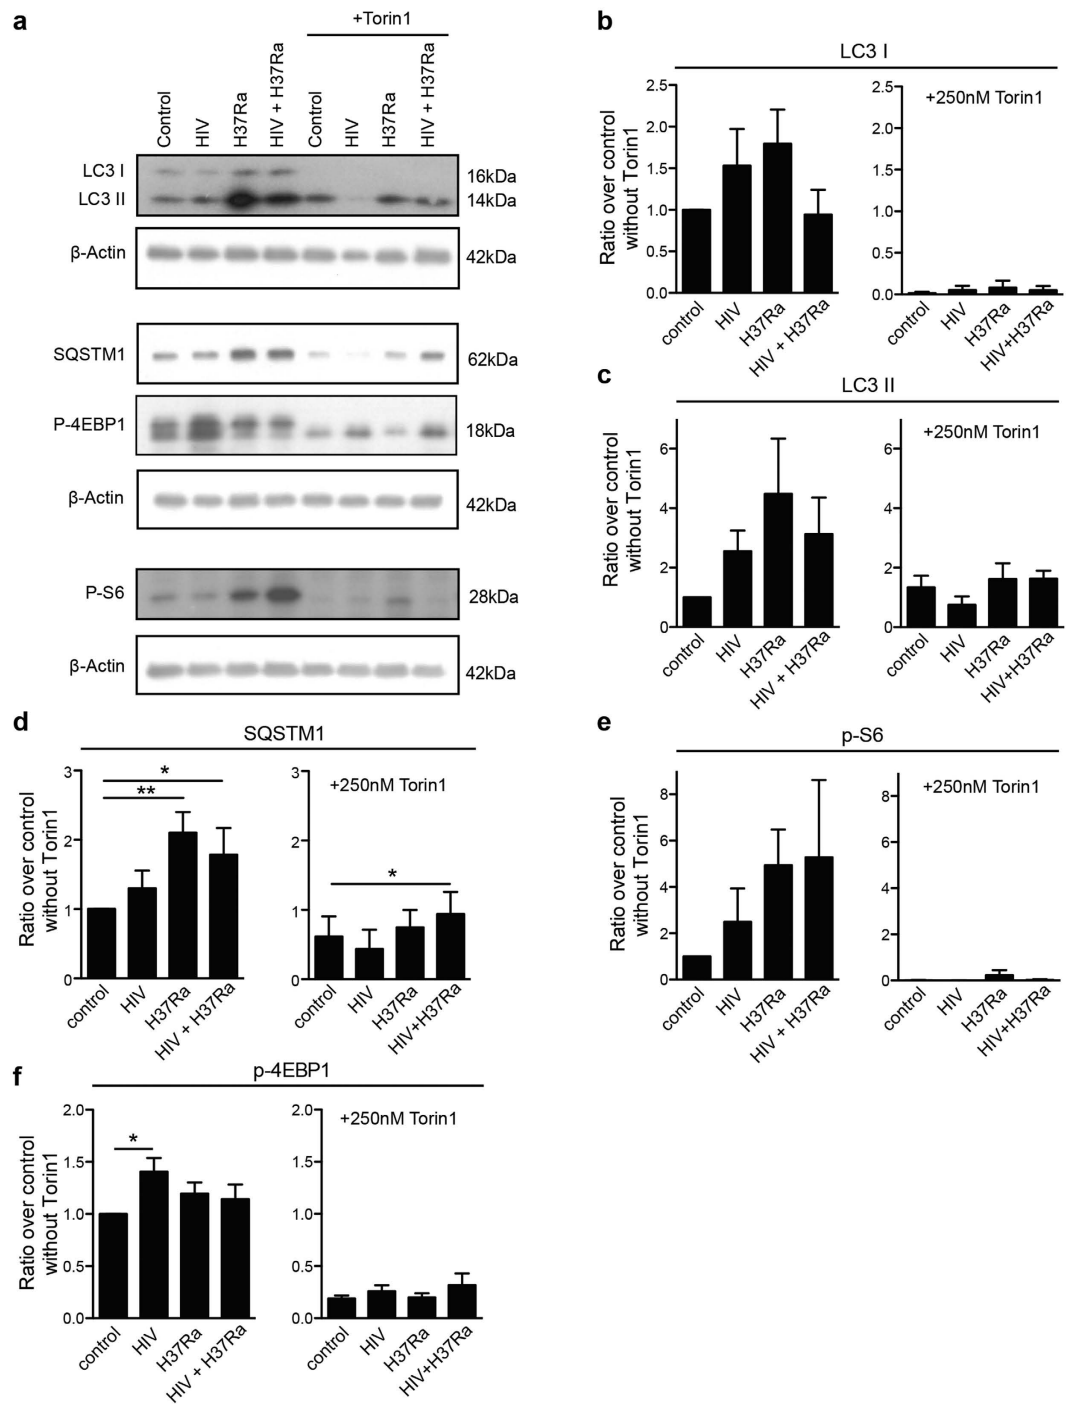 a
+Torin1
Control
HIV
H37Ra
HIV + H37Ra
Control
HIV
H37Ra
HIV + H37Ra
LC3 I
16kDa
LC3 II
14kDa
β-Actin
42kDa
SQSTM1
62kDa
P-4EBP1
18kDa
β-Actin
42kDa
P-S6
28kDa
β-Actin
42kDa
b
LC3 I
Ratio over control
without Torin1
2.5
2.0
1.5
1.0
0.5
0.0
control
HIV
H37Ra
HIV + H37Ra
+250nM Torin1
2.5
2.0
1.5
1.0
0.5
0.0
control
HIV
H37Ra
HIV+H37Ra
c
LC3 II
Ratio over control
without Torin1
6
4
2
0
control
HIV
H37Ra
HIV + H37Ra
+250nM Torin1
6
4
2
0
control
HIV
H37Ra
HIV+H37Ra
d
SQSTM1
Ratio over control
without Torin1
3
2
1
0
*
**
control
HIV
H37Ra
HIV + H37Ra
+250nM Torin1
3
2
1
0
*
control
HIV
H37Ra
HIV+H37Ra
e
p-S6
Ratio over control
without Torin1
8
6
4
2
0
control
HIV
H37Ra
HIV + H37Ra
+250nM Torin1
8
6
4
2
0
control
HIV
H37Ra
HIV+H37Ra
f
p-4EBP1
Ratio over control
without Torin1
2.0
1.5
1.0
0.5
0.0
*
control
HIV
H37Ra
HIV + H37Ra
+250nM Torin1
2.0
1.5
1.0
0.5
0.0
control
HIV
H37Ra
HIV+H37Ra